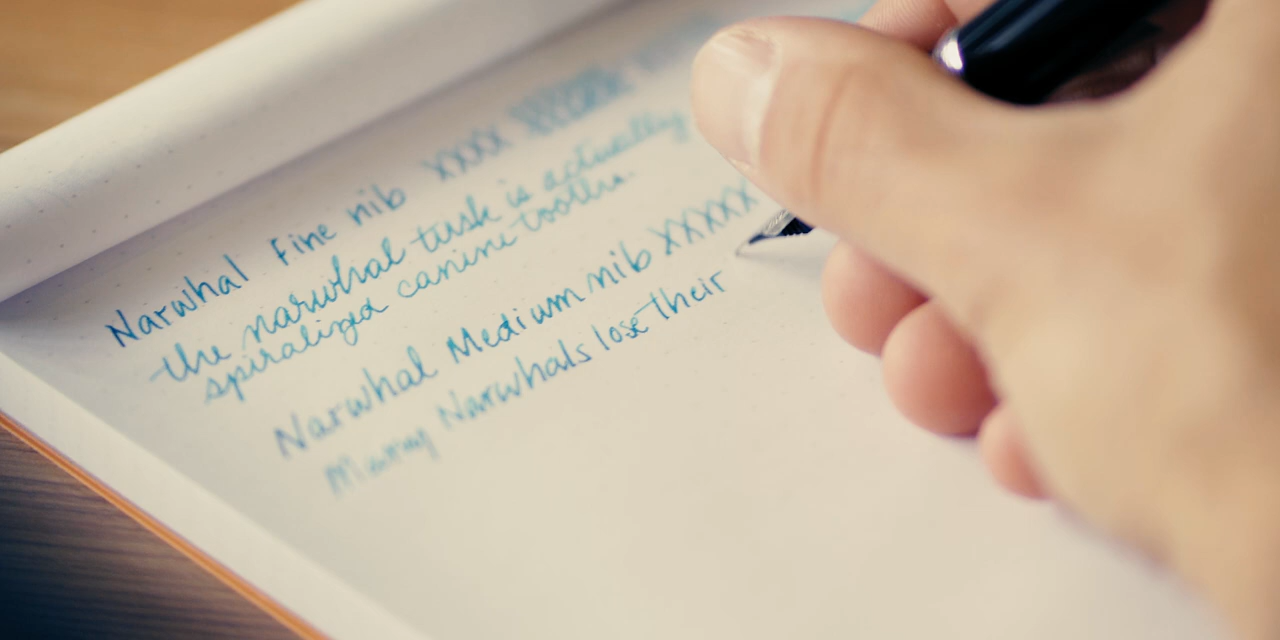 Narwhal Fine nib XXXX
the narwhal tusk is actually
spiralized canine tooth.
Narwhal Medium nib XXXXX
Many Narwhals lose their